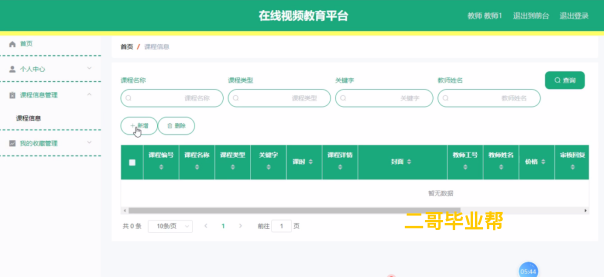 在线视频教育平台
教师 教师1 退出到前台 退出登录
首页
首页 / 课程信息
个人中心
课程信息管理
课程信息
我的收藏管理
课程名称 课程类型 关键字 教师姓名
课程名称 课程类型 关键字 教师姓名 查询
新增 删除
课程编号 课程名称 课程类型 关键字 课时 课程详情 封面 教师工号 教师姓名 价格 审核回复
暂无数据
共 0 条 10条/页 1 前往 1 页
二哥毕业帮
05:44